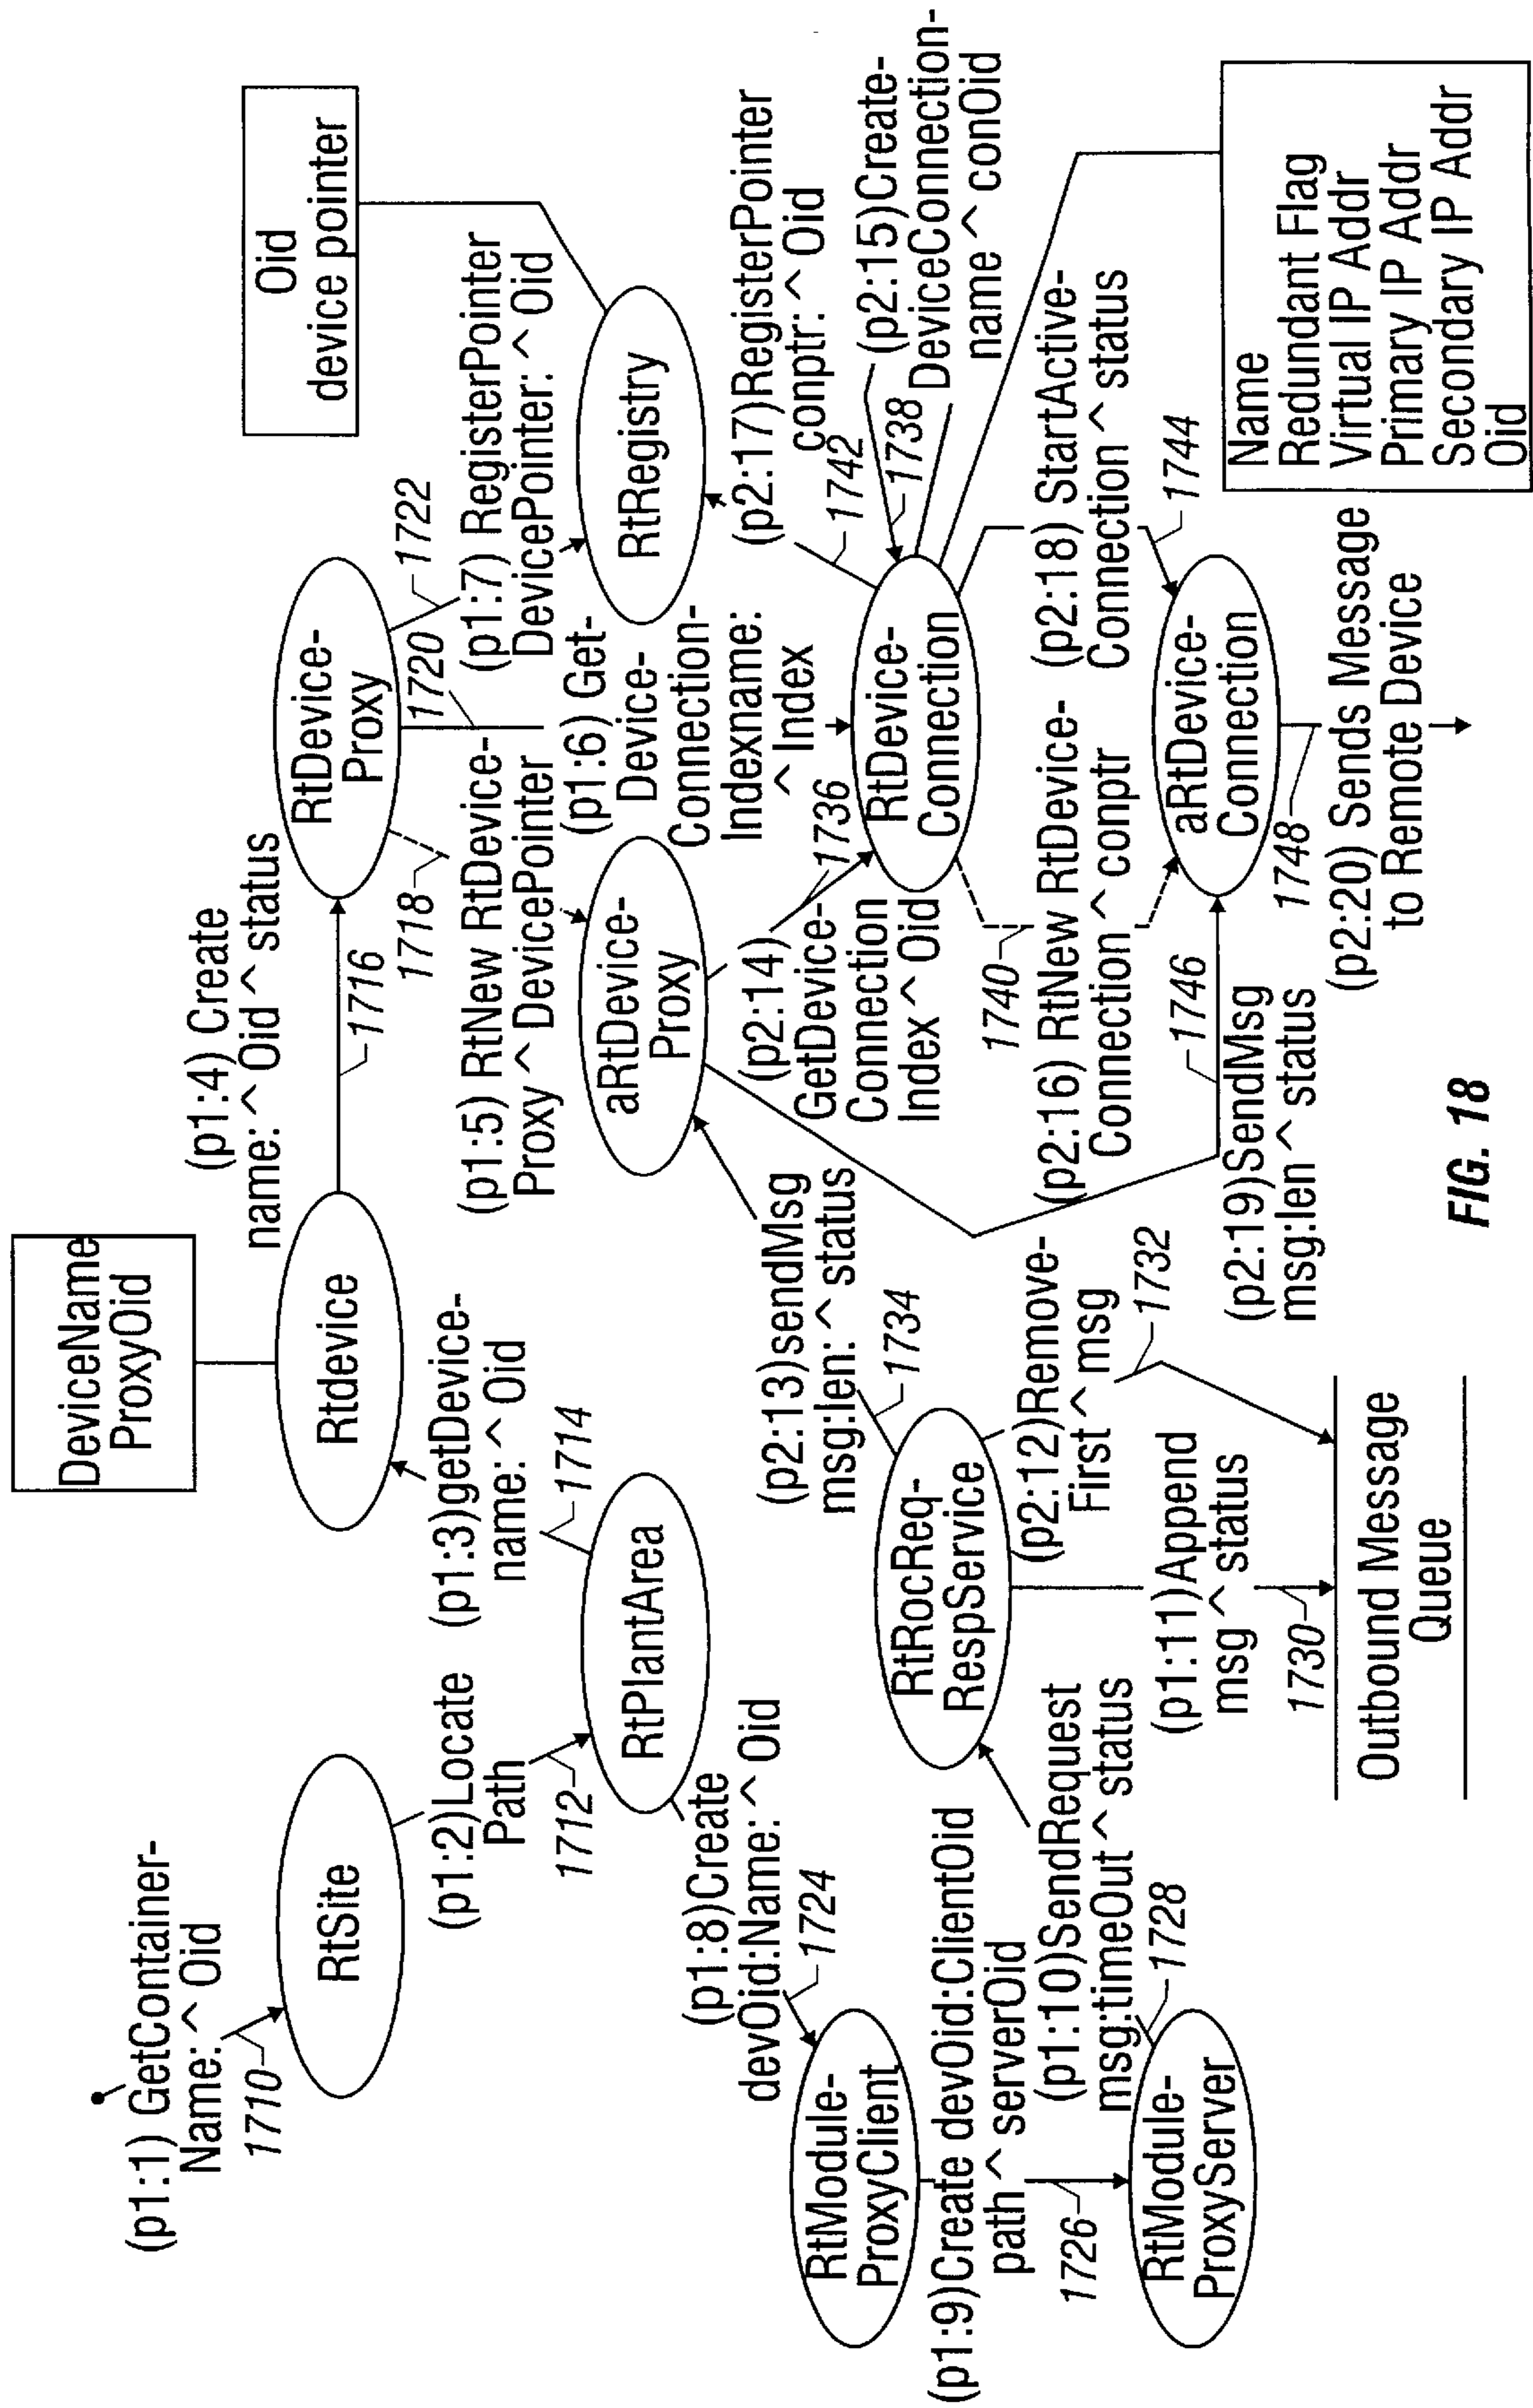 (p1:1) GetContainer-
Name: ^ Oid
1710
RtSite
(p1:2)Locate
Path
1712
RtPlantArea
(p1:3)getDevice-
name: ^ Oid
1714
DeviceName
ProxyOid
Rtdevice
(p1:4) Create
name: ^ Oid ^ status
1716
RtDevice-
Proxy
1718
(p1:5) RtNew RtDevice-
Proxy ^ DevicePointer
1720
(p1:6) Get-
Device-
Connection-
Indexname:
^ Index
1722
(p1:7) RegisterPointer
DevicePointer: ^ Oid
Oid
device pointer
RtRegistry
(p1:8)Create
devOid:Name: ^ Oid
1724
RtModule-
ProxyClient
(p1:9)Create devOid:ClientOid
path ^ serverOid
1726
RtModule-
ProxyServer
(p1:10)SendRequest
msg:timeOut ^ status
1728
RtRocReq-
RespService
(p1:11)Append
msg ^ status
1730
Outbound Message
Queue
(p2:12)Remove-
First ^ msg
1732
(p2:13)sendMsg
msg:len: ^ status
1734
aRtDevice-
Proxy
(p2:14)
GetDevice-
Connection
Index ^ Oid
1736
RtDevice-
Connection
(p2:15)Create-
DeviceConnection-
name ^ conOid
1738
(p2:16) RtNew RtDevice-
Connection ^ conptr
1740
(p2:17)RegisterPointer
conptr: ^ Oid
1742
(p2:18) StartActive-
Connection ^ status
1744
aRtDevice-
Connection
(p2:19)SendMsg
msg:len ^ status
1746
1748
(p2:20) Sends Message
to Remote Device
Name
Redundant Flag
Virtual IP Addr
Primary IP Addr
Secondary IP Addr
Oid
FIG. 18